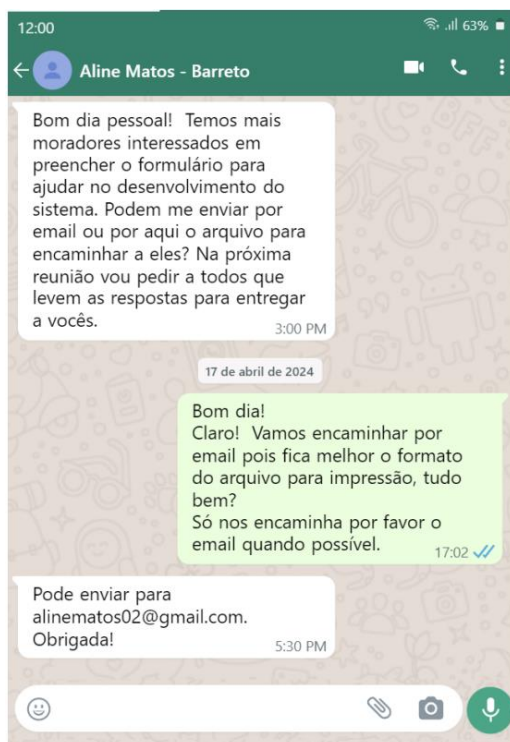 12:00 63%
Aline Matos - Barreto
Bom dia pessoal! Temos mais
moradores interessados em
preencher o formulário para
ajudar no desenvolvimento do
sistema. Podem me enviar por
email ou por aqui o arquivo para
encaminhar a eles? Na próxima
reunião vou pedir a todos que
levem as respostas para entregar
a vocês.
3:00 PM
17 de abril de 2024
Bom dia!
Claro! Vamos encaminhar por
email pois fica melhor o formato
do arquivo para impressão, tudo
bem?
Só nos encaminha por favor o
email quando possível.
17:02
Pode enviar para
alinematos02@gmail.com.
Obrigada!
5:30 PM